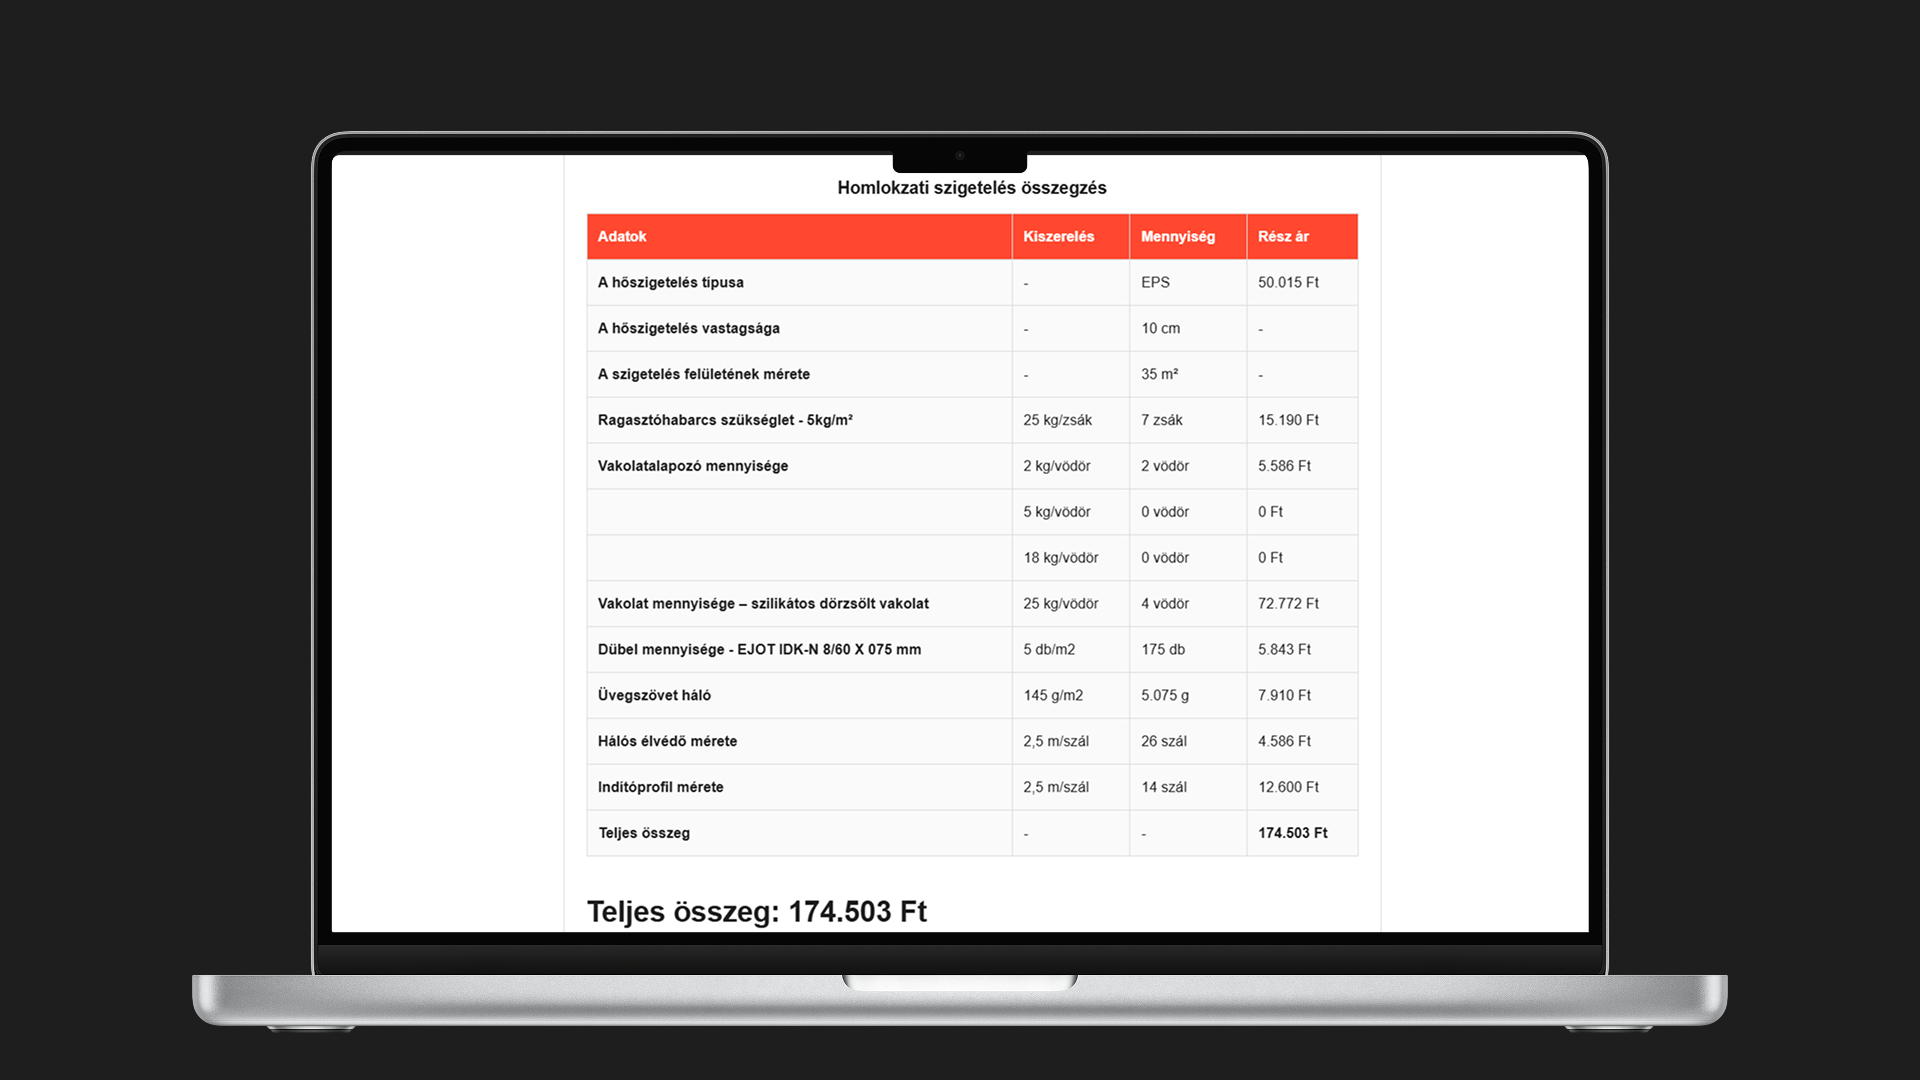 Homlokzati szigetelés összegzés
Adatok Kiszerelés Mennyiség Rész ár
A hőszigetelés típusa - EPS 50.015 Ft
A hőszigetelés vastagsága - 10 cm -
A szigetelés felületének mérete - 35 m² -
Ragasztóhabarcs szükséglet - 5kg/m² 25 kg/zsák 7 zsák 15.190 Ft
Vakolatalapozó mennyisége 2 kg/vödör 2 vödör 5.586 Ft
5 kg/vödör 0 vödör 0 Ft
18 kg/vödör 0 vödör 0 Ft
Vakolat mennyisége – szilikátos dörzsölt vakolat 25 kg/vödör 4 vödör 72.772 Ft
Dübel mennyisége - EJOT IDK-N 8/60 X 075 mm 5 db/m2 175 db 5.843 Ft
Üvegszövet háló 145 g/m2 5.075 g 7.910 Ft
Hálós élvédő mérete 2,5 m/szál 26 szál 4.586 Ft
Indítóprofil mérete 2,5 m/szál 14 szál 12.600 Ft
Teljes összeg - - 174.503 Ft
Teljes összeg: 174.503 Ft